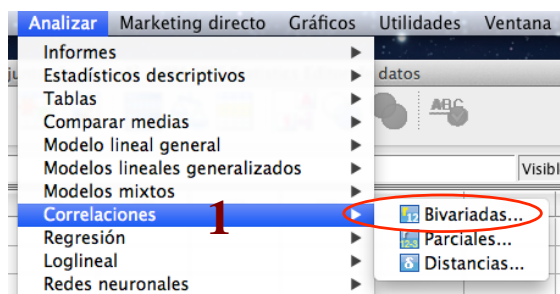 Analizar Marketing directo Gráficos Utilidades Ventana
Informes
Estadísticos descriptivos
datos
Tablas
ABC
Comparar medias
Modelo lineal general
Modelos lineales generalizados
Visibl
Modelos mixtos
Correlaciones
1
Bivariadas...
Regresión
Parciales...
Loglineal
Distancias...
Redes neuronales